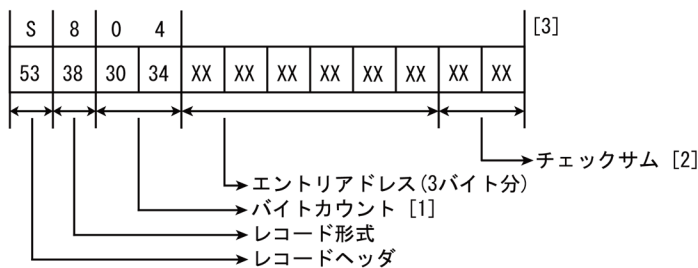 S 8 0 4 [3]
53 38 30 34 XX XX XX XX XX XX XX XX
チェックサム [2]
エントリアドレス(3バイト分)
バイトカウント [1]
レコード形式
レコードヘッダ